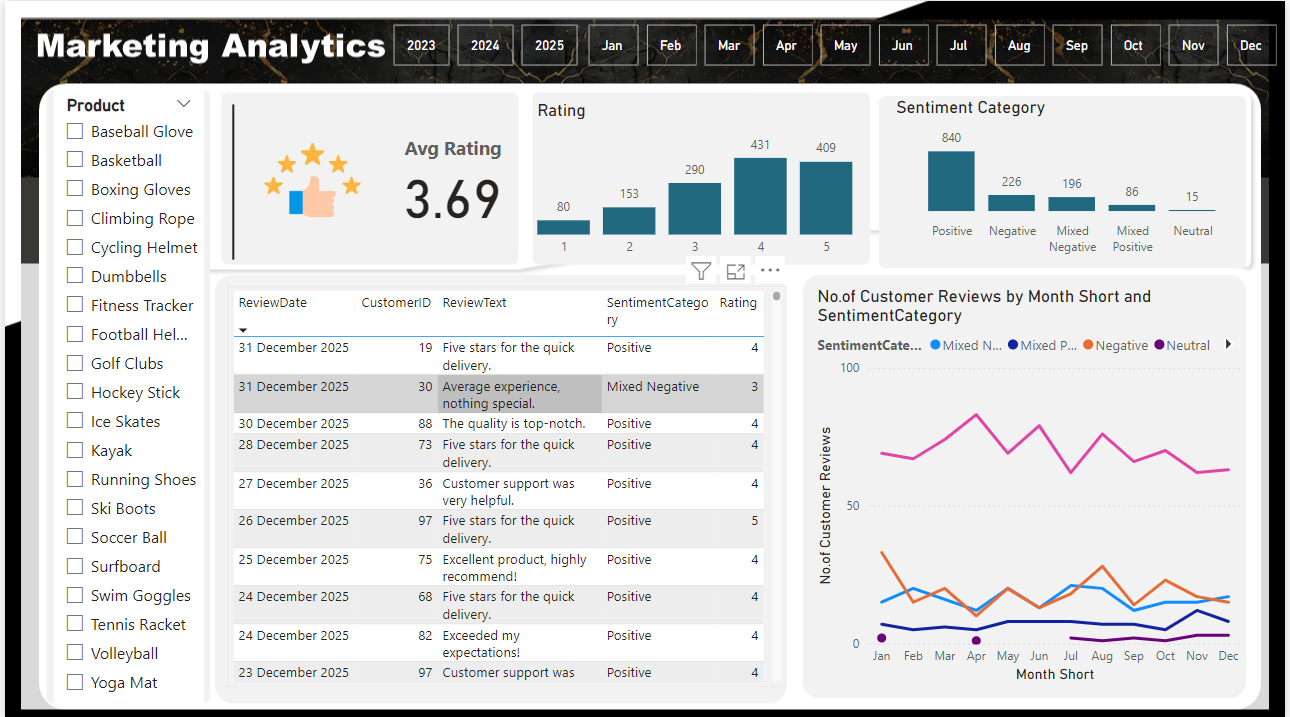 Marketing Analytics
2023 2024 2025 Jan Feb Mar Apr May Jun Jul Aug Sep Oct Nov Dec
Product
Baseball Glove
Basketball
Boxing Gloves
Climbing Rope
Cycling Helmet
Dumbbells
Fitness Tracker
Football Hel...
Golf Clubs
Hockey Stick
Ice Skates
Kayak
Running Shoes
Ski Boots
Soccer Ball
Surfboard
Swim Goggles
Tennis Racket
Volleyball
Yoga Mat
Avg Rating
3.69
Rating
80 153 290 431 409
1 2 3 4 5
Sentiment Category
840 226 196 86 15
Positive Negative Mixed Negative Mixed Positive Neutral
ReviewDate CustomerID ReviewText SentimentCatego
ry Rating
31 December 2025 19 Five stars for the quick
delivery. Positive 4
31 December 2025 30 Average experience,
nothing special. Mixed Negative 3
30 December 2025 88 The quality is top-notch. Positive 4
28 December 2025 73 Five stars for the quick
delivery. Positive 4
27 December 2025 36 Customer support was
very helpful. Positive 4
26 December 2025 97 Five stars for the quick
delivery. Positive 5
25 December 2025 75 Excellent product, highly
recommend! Positive 4
24 December 2025 68 Five stars for the quick
delivery. Positive 4
24 December 2025 82 Exceeded my
expectations! Positive 4
23 December 2025 97 Customer support was Positive 4
No.of Customer Reviews by Month Short and
SentimentCategory
SentimentCate... Mixed N... Mixed P... Negative Neutral
100
50
0
No.of Customer Reviews
Jan Feb Mar Apr May Jun Jul Aug Sep Oct Nov Dec
Month Short